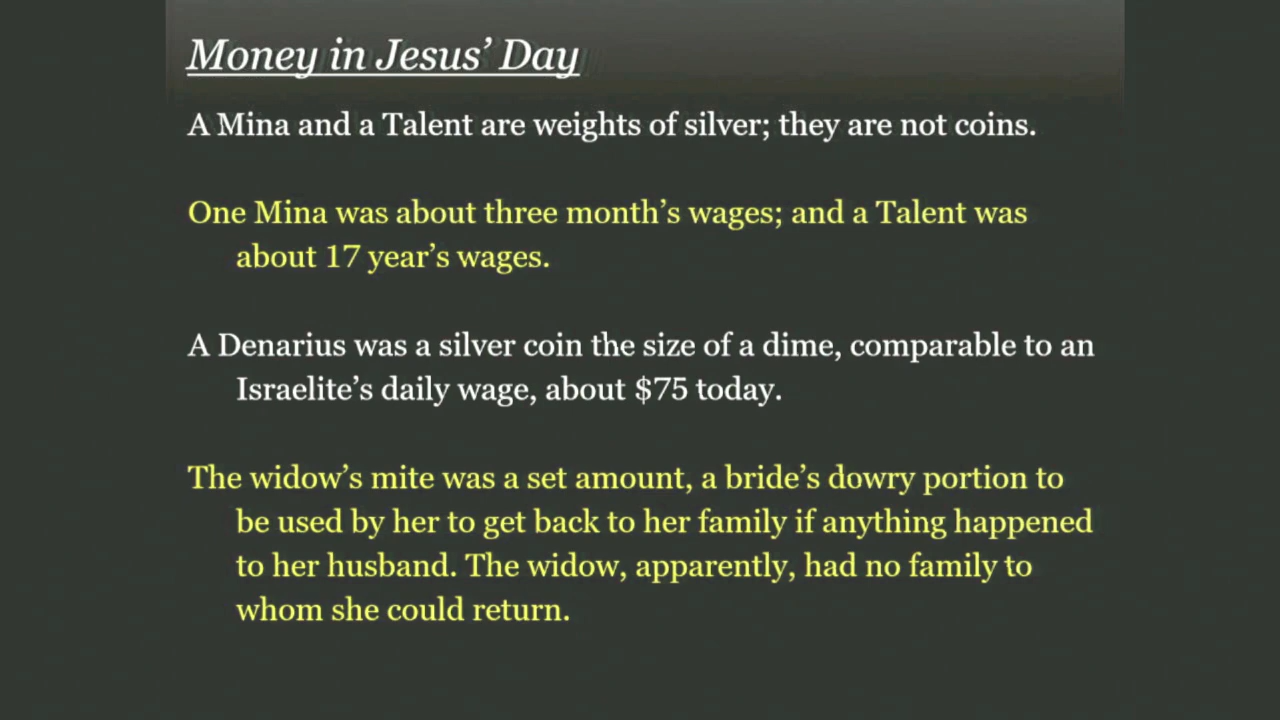 Money in Jesus’ Day
A Mina and a Talent are weights of silver; they are not coins.
One Mina was about three month’s wages; and a Talent was
about 17 year’s wages.
A Denarius was a silver coin the size of a dime, comparable to an
Israelite’s daily wage, about $75 today.
The widow’s mite was a set amount, a bride’s dowry portion to
be used by her to get back to her family if anything happened
to her husband. The widow, apparently, had no family to
whom she could return.